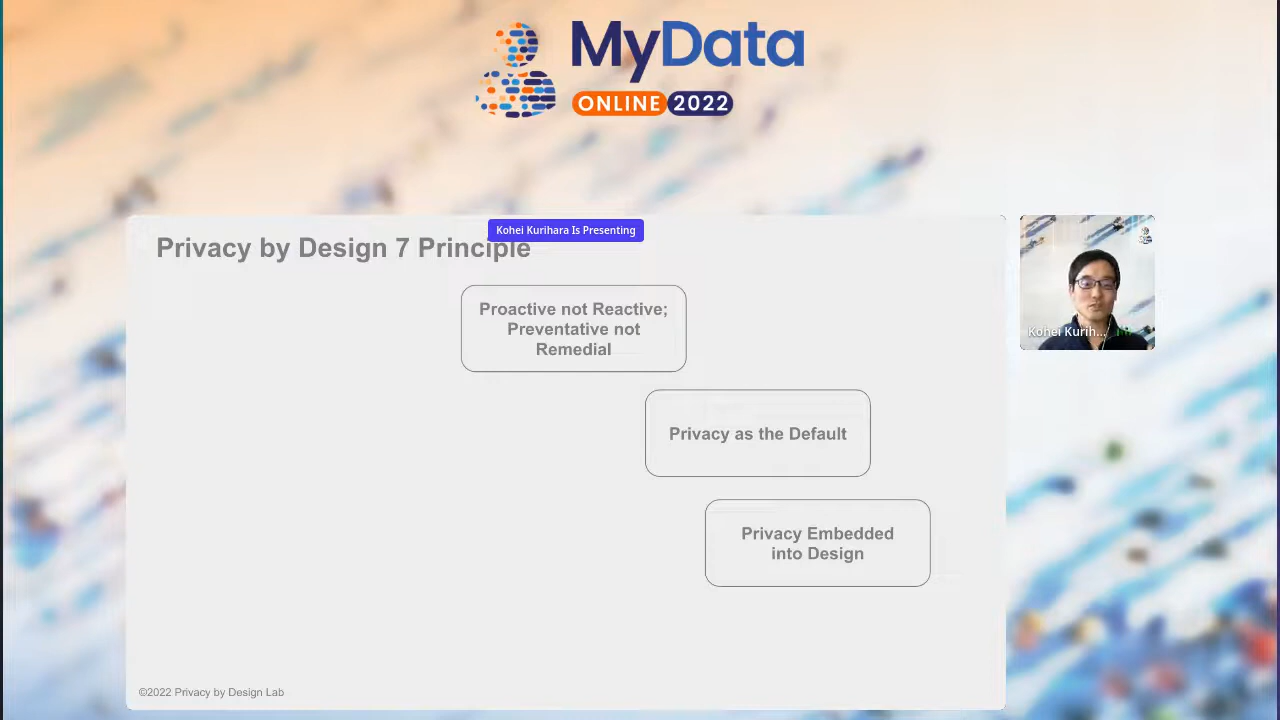 MyData
ONLINE 2022
Kohei Kurihara Is Presenting
Privacy by Design 7 Principle
Proactive not Reactive;
Preventative not
Remedial
Privacy as the Default
Privacy Embedded
into Design
Kohei Kurih...
©2022 Privacy by Design Lab